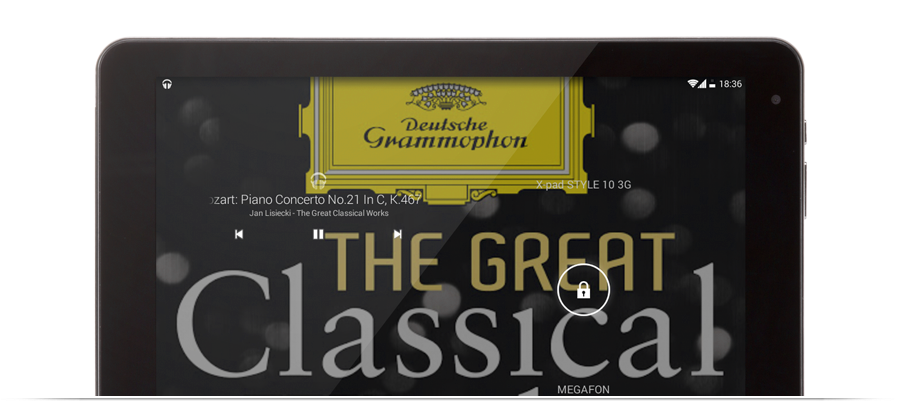 18:36
Deutsche
Grammophon
X-pad STYLE 10 3G
ozart: Piano Concerto No.21 In C, K.467
Jan Lisiecki - The Great Classical Works
THE GREAT
Classical
MEGAFON